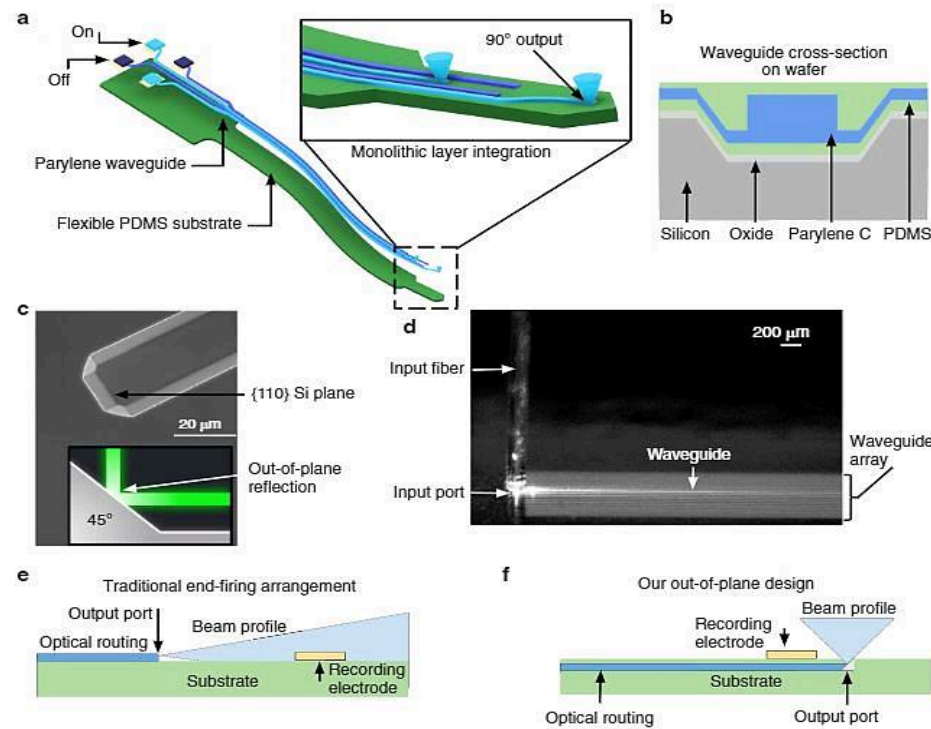 a
On
Off
90° output
Parylene waveguide
Monolithic layer integration
Flexible PDMS substrate
b
Waveguide cross-section
on wafer
Silicon
Oxide
Parylene C
PDMS
c
{110} Si plane
20 μm
Out-of-plane
reflection
45°
d
200 μm
Input fiber
Waveguide
Waveguide
array
Input port
e
Traditional end-firing arrangement
Output port
Optical routing
Beam profile
Recording
electrode
Substrate
f
Our out-of-plane design
Beam profile
Recording
electrode
Substrate
Optical routing
Output port